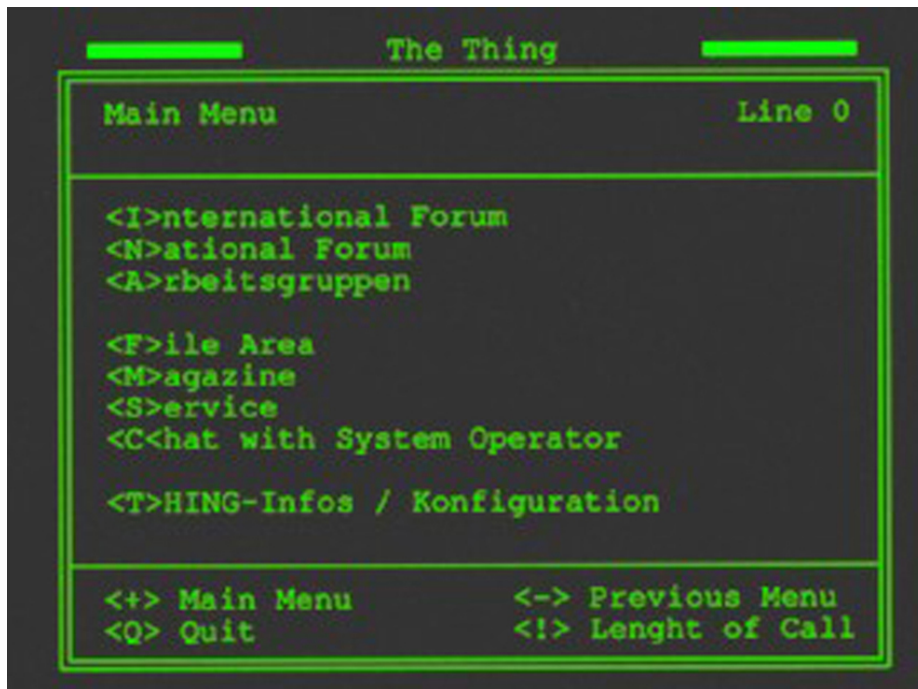 The Thing
Main Menu Line 0
<I>nternational Forum
<N>ational Forum
<A>rbeitsgruppen
<F>ile Area
<M>agazine
<S>ervice
<C<hat with System Operator
<T>HING-Infos / Konfiguration
<+> Main Menu <-> Previous Menu
<Q> Quit <!> Lenght of Call